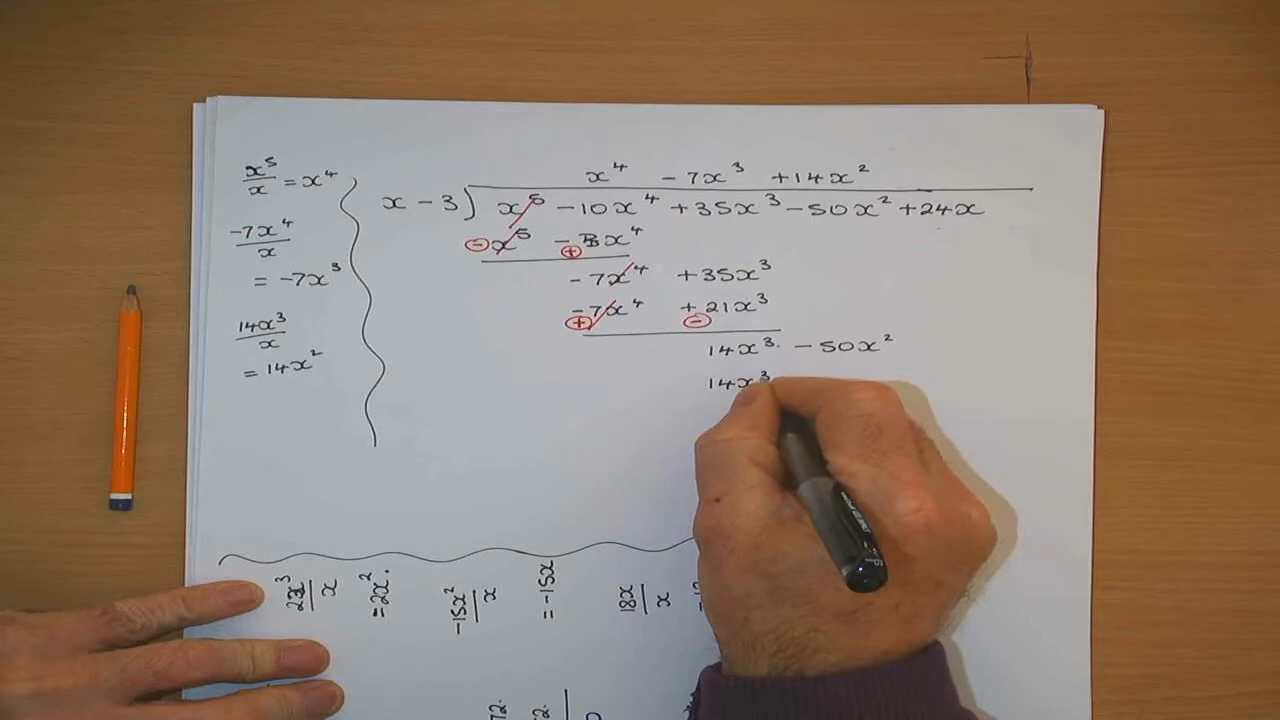 x⁵/x = x⁴
-7x⁴/x
= -7x³
14x³/x
= 14x²
x⁴ - 7x³ + 14x²
x - 3 ) x⁵ - 10x⁴ + 35x³ - 50x² + 24x
⊖ x⁵ - 3x⁴ ⊕
- 7x⁴ + 35x³
- 7x⁴ + 21x³
⊕ ⊖
14x³ - 50x²
14x³
2x³/x
= 2x²
-15x²/x
= -15x
18x/x